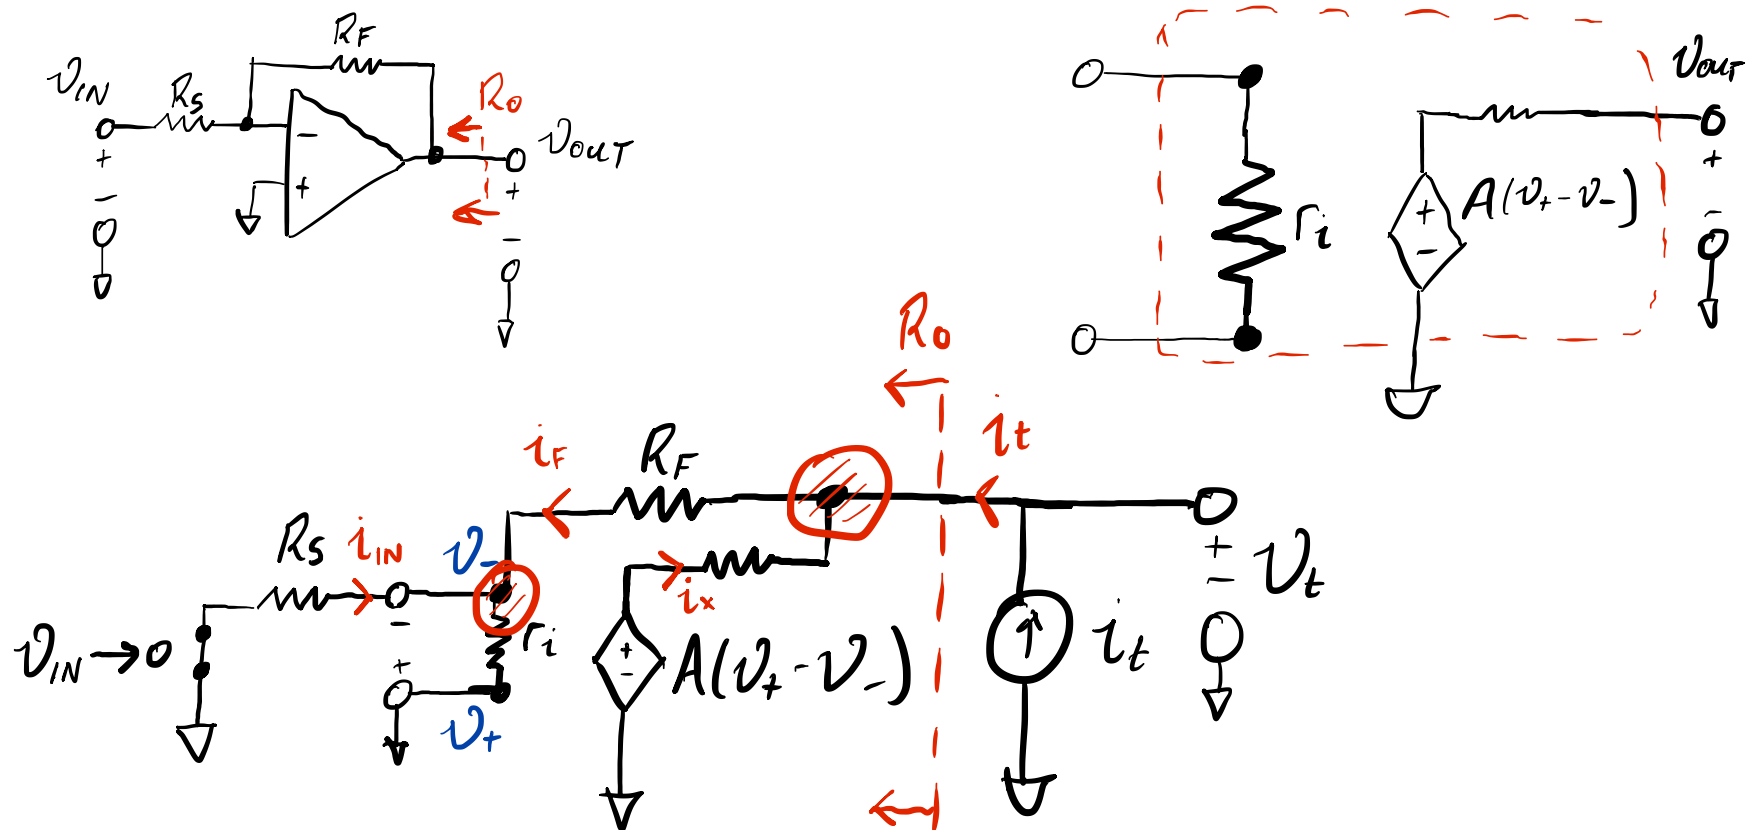 R_F
v_IN
R_S
R_o
v_OUT
−
+
+
−
+
−
v_OUT
+
−
r_i
+
−
A(v_+ − v_-)
R_o
i_F
R_F
i_t
R_S
i_IN
v_-
−
+
r_i
v_+
v_IN → 0
i_x
+
−
A(v_+ − v_-)
i_t
+
−
v_t